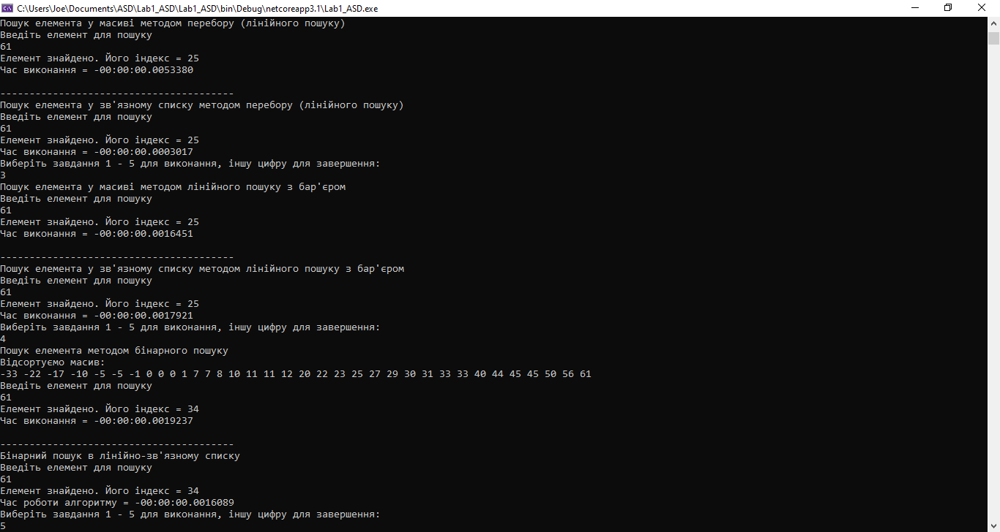 C:\Users\Joe\Documents\ASD\Lab1_ASD\Lab1_ASD\bin\Debug\netcoreapp3.1\Lab1_ASD.exe
Пошук елемента у масиві методом перебору (лінійного пошуку)
Введіть елемент для пошуку
61
Елемент знайдено. Його індекс = 25
Час виконання = -00:00:00.0053380
----------------------------------------
Пошук елемента у зв'язному списку методом перебору (лінійного пошуку)
Введіть елемент для пошуку
61
Елемент знайдено. Його індекс = 25
Час виконання = -00:00:00.0003017
Виберіть завдання 1 - 5 для виконання, іншу цифру для завершення:
3
Пошук елемента у масиві методом лінійного пошуку з бар'єром
Введіть елемент для пошуку
61
Елемент знайдено. Його індекс = 25
Час виконання = -00:00:00.0016451
----------------------------------------
Пошук елемента у зв'язному списку методом лінійного пошуку з бар'єром
Введіть елемент для пошуку
61
Елемент знайдено. Його індекс = 25
Час виконання = -00:00:00.0017921
Виберіть завдання 1 - 5 для виконання, іншу цифру для завершення:
4
Пошук елемента методом бінарного пошуку
Відсортуємо масив:
-33 -22 -17 -10 -5 -5 -1 0 0 0 1 7 7 8 10 11 11 12 20 22 23 25 27 29 30 31 33 33 40 44 45 45 50 56 61
Введіть елемент для пошуку
61
Елемент знайдено. Його індекс = 34
Час виконання = -00:00:00.0019237
----------------------------------------
Бінарний пошук в лінійно-зв'язному списку
Введіть елемент для пошуку
61
Елемент знайдено. Його індекс = 34
Час роботи алгоритму = -00:00:00.0016089
Виберіть завдання 1 - 5 для виконання, іншу цифру для завершення:
5